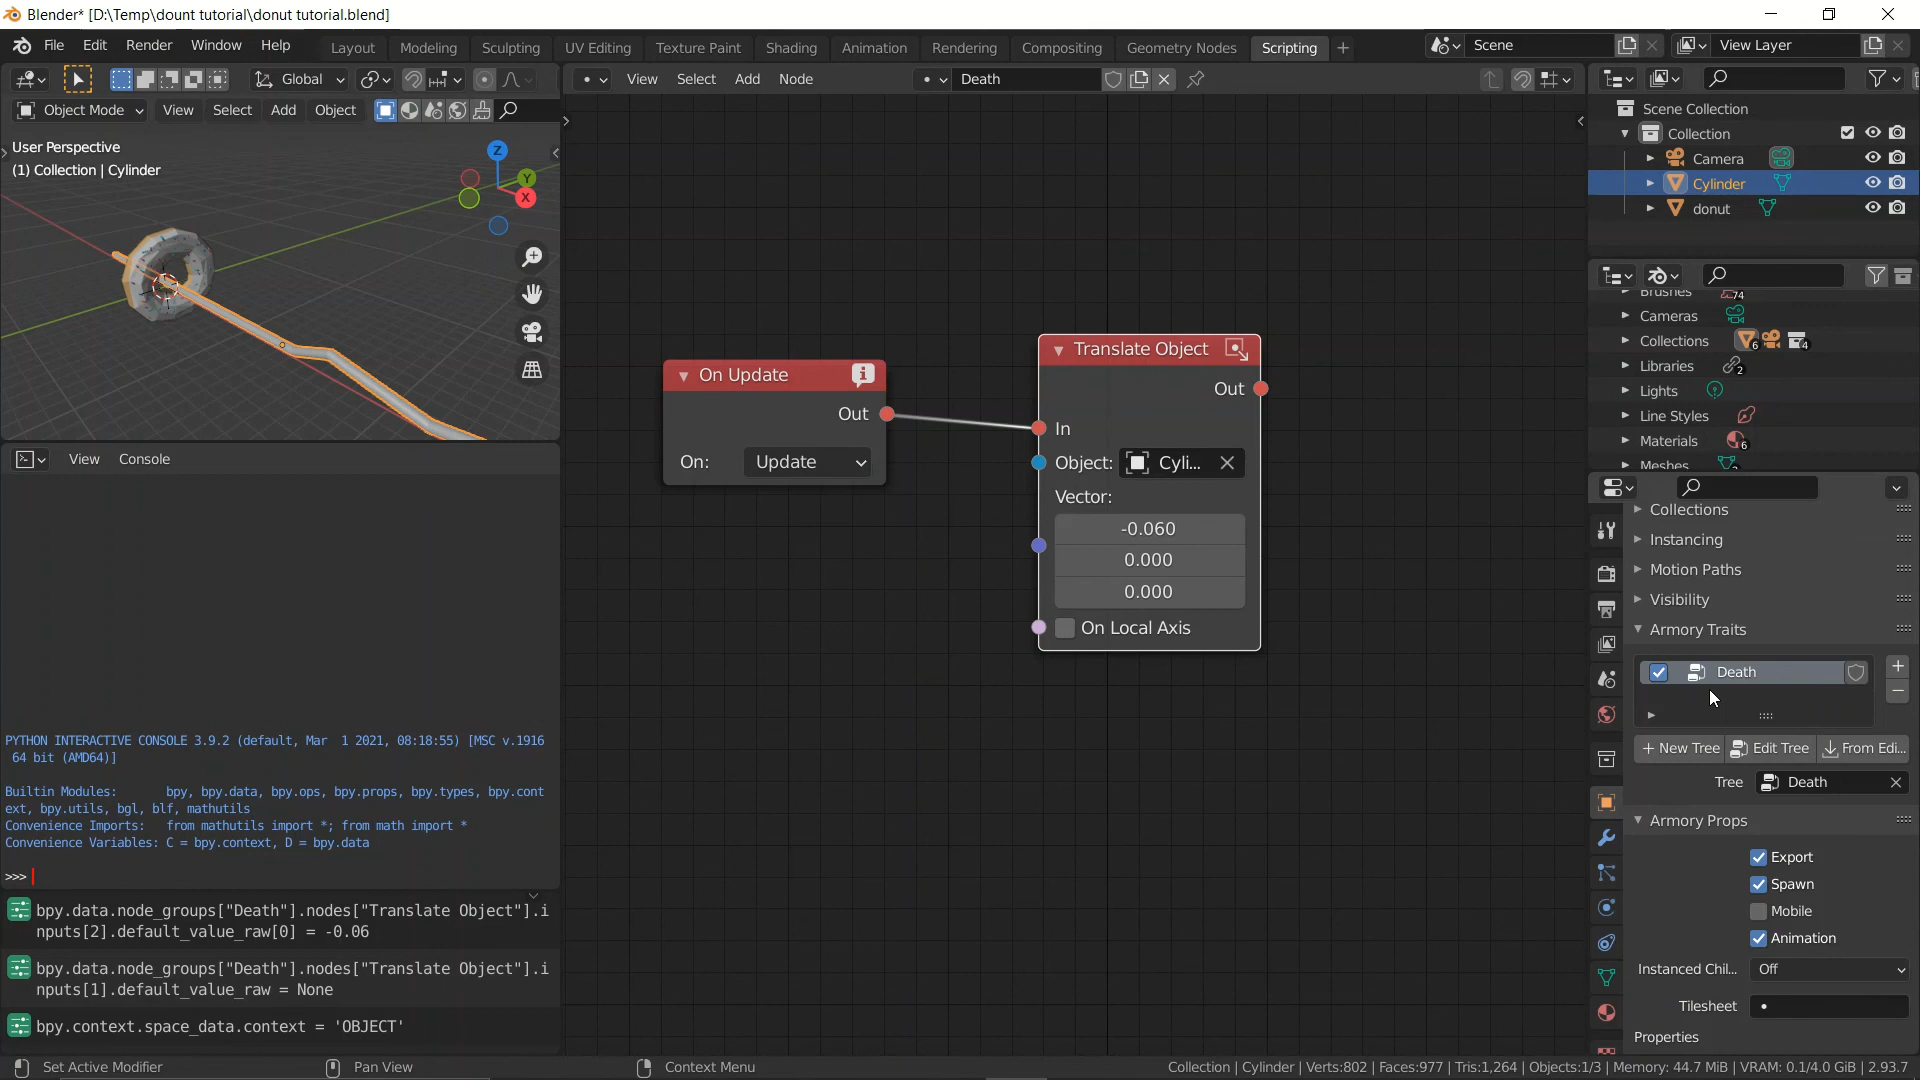 Blender* [D:\Temp\dount tutorial\donut tutorial.blend]
File Edit Render Window Help Layout Modeling Sculpting UV Editing Texture Paint Shading Animation Rendering Compositing Geometry Nodes Scripting Scene View Layer
Global
View Select Add Node Death
Object Mode View Select Add Object
User Perspective
(1) Collection | Cylinder
Z
Y
X
On Update
Out
On: Update
Translate Object
Out
In
Object: Cyli...
Vector:
-0.060
0.000
0.000
On Local Axis
View Console
PYTHON INTERACTIVE CONSOLE 3.9.2 (default, Mar  1 2021, 08:18:55) [MSC v.1916
64 bit (AMD64)]
Builtin Modules: bpy, bpy.data, bpy.ops, bpy.props, bpy.types, bpy.cont
ext, bpy.utils, bgl, blf, mathutils
Convenience Imports: from mathutils import *; from math import *
Convenience Variables: C = bpy.context, D = bpy.data
>>>
bpy.data.node_groups["Death"].nodes["Translate Object"].i
nputs[2].default_value_raw[0] = -0.06
bpy.data.node_groups["Death"].nodes["Translate Object"].i
nputs[1].default_value_raw = None
bpy.context.space_data.context = 'OBJECT'
Scene Collection
Collection
Camera
Cylinder
donut
Brushes 74
Cameras
Collections 6 4
Libraries 2
Lights
Line Styles
Materials 6
Meshes
Collections
Instancing
Motion Paths
Visibility
Armory Traits
Death
+ New Tree Edit Tree From Edi...
Tree Death
Armory Props
Export
Spawn
Mobile
Animation
Instanced Chil... Off
Tilesheet
Properties
Set Active Modifier Pan View Context Menu Collection | Cylinder | Verts:802 | Faces:977 | Tris:1,264 | Objects:1/3 | Memory: 44.7 MiB | VRAM: 0.1/4.0 GiB | 2.93.7